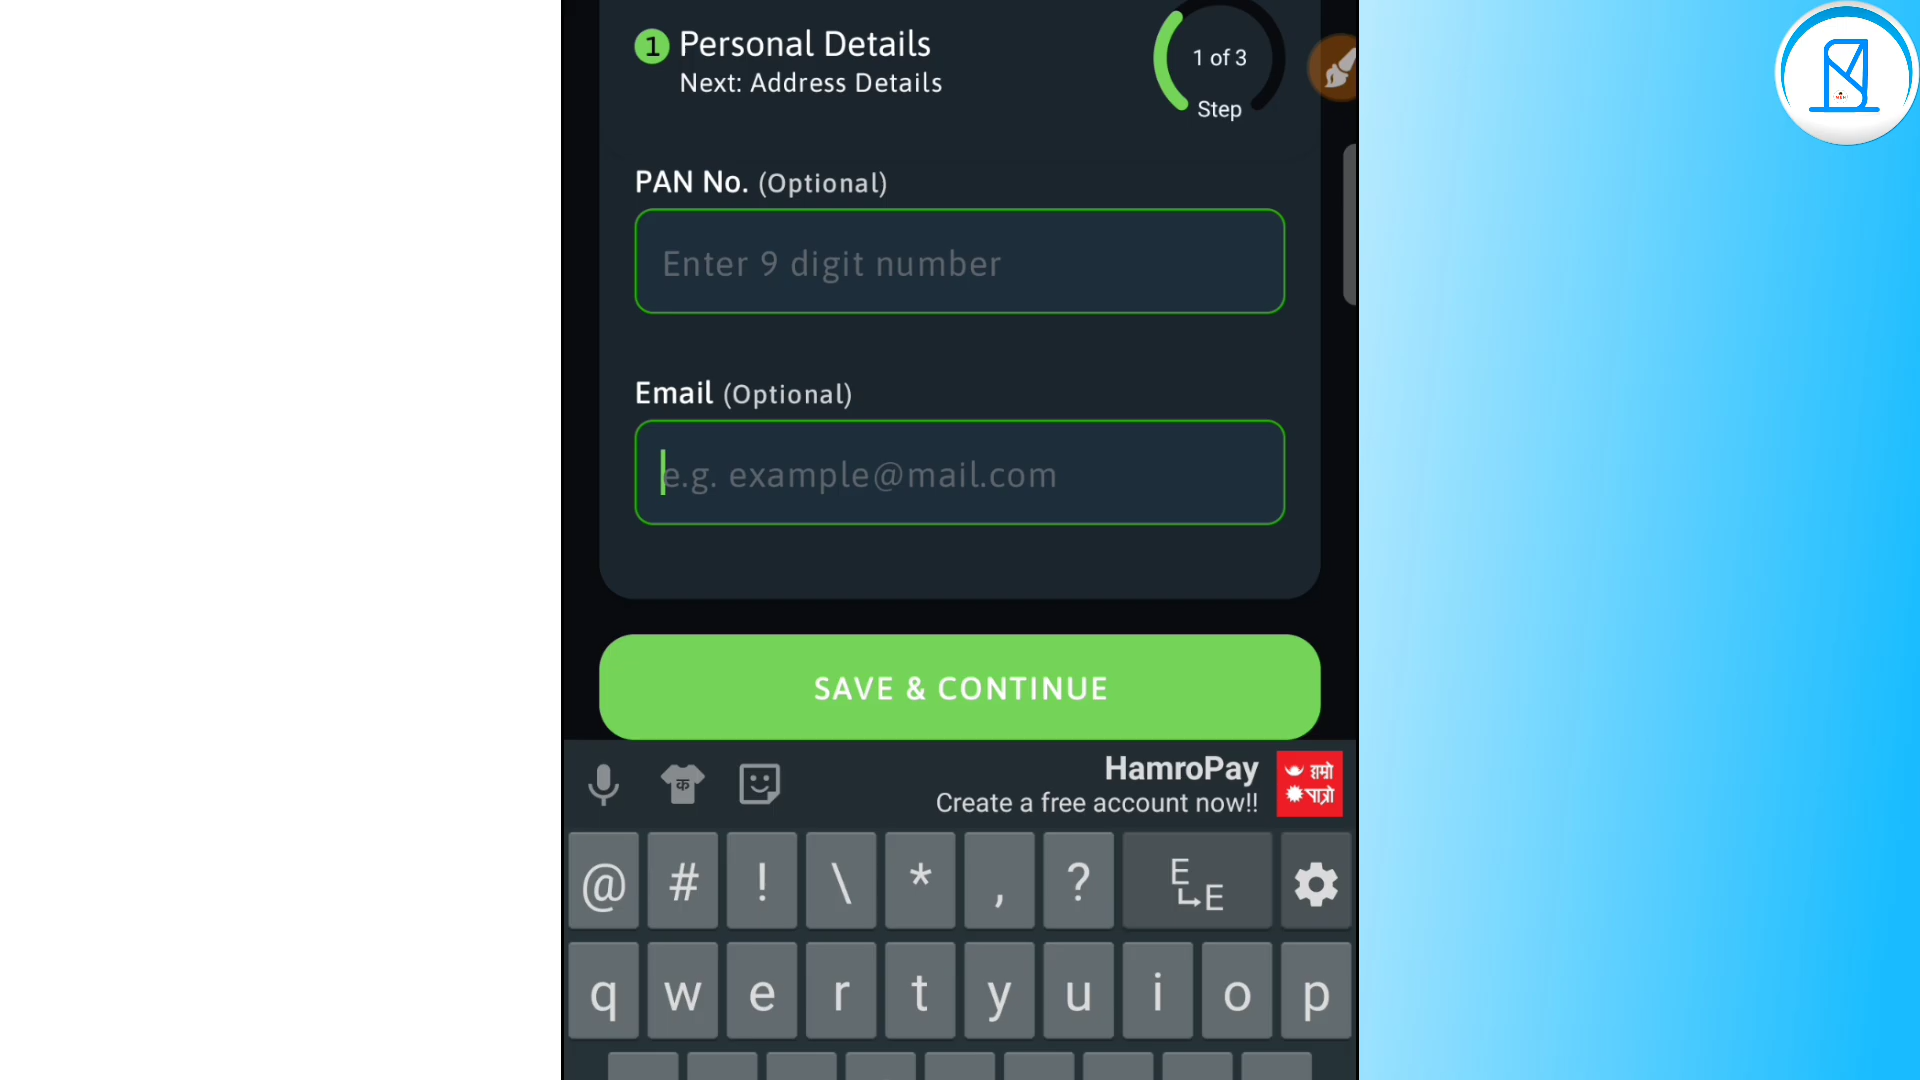 1 Personal Details
Next: Address Details
1 of 3
Step
PAN No. (Optional)
Enter 9 digit number
Email (Optional)
e.g. example@mail.com
SAVE & CONTINUE
क
HamroPay
Create a free account now!!
हाम्रो
पात्रो
@ # ! \ * , ? E E
q w e r t y u i o p